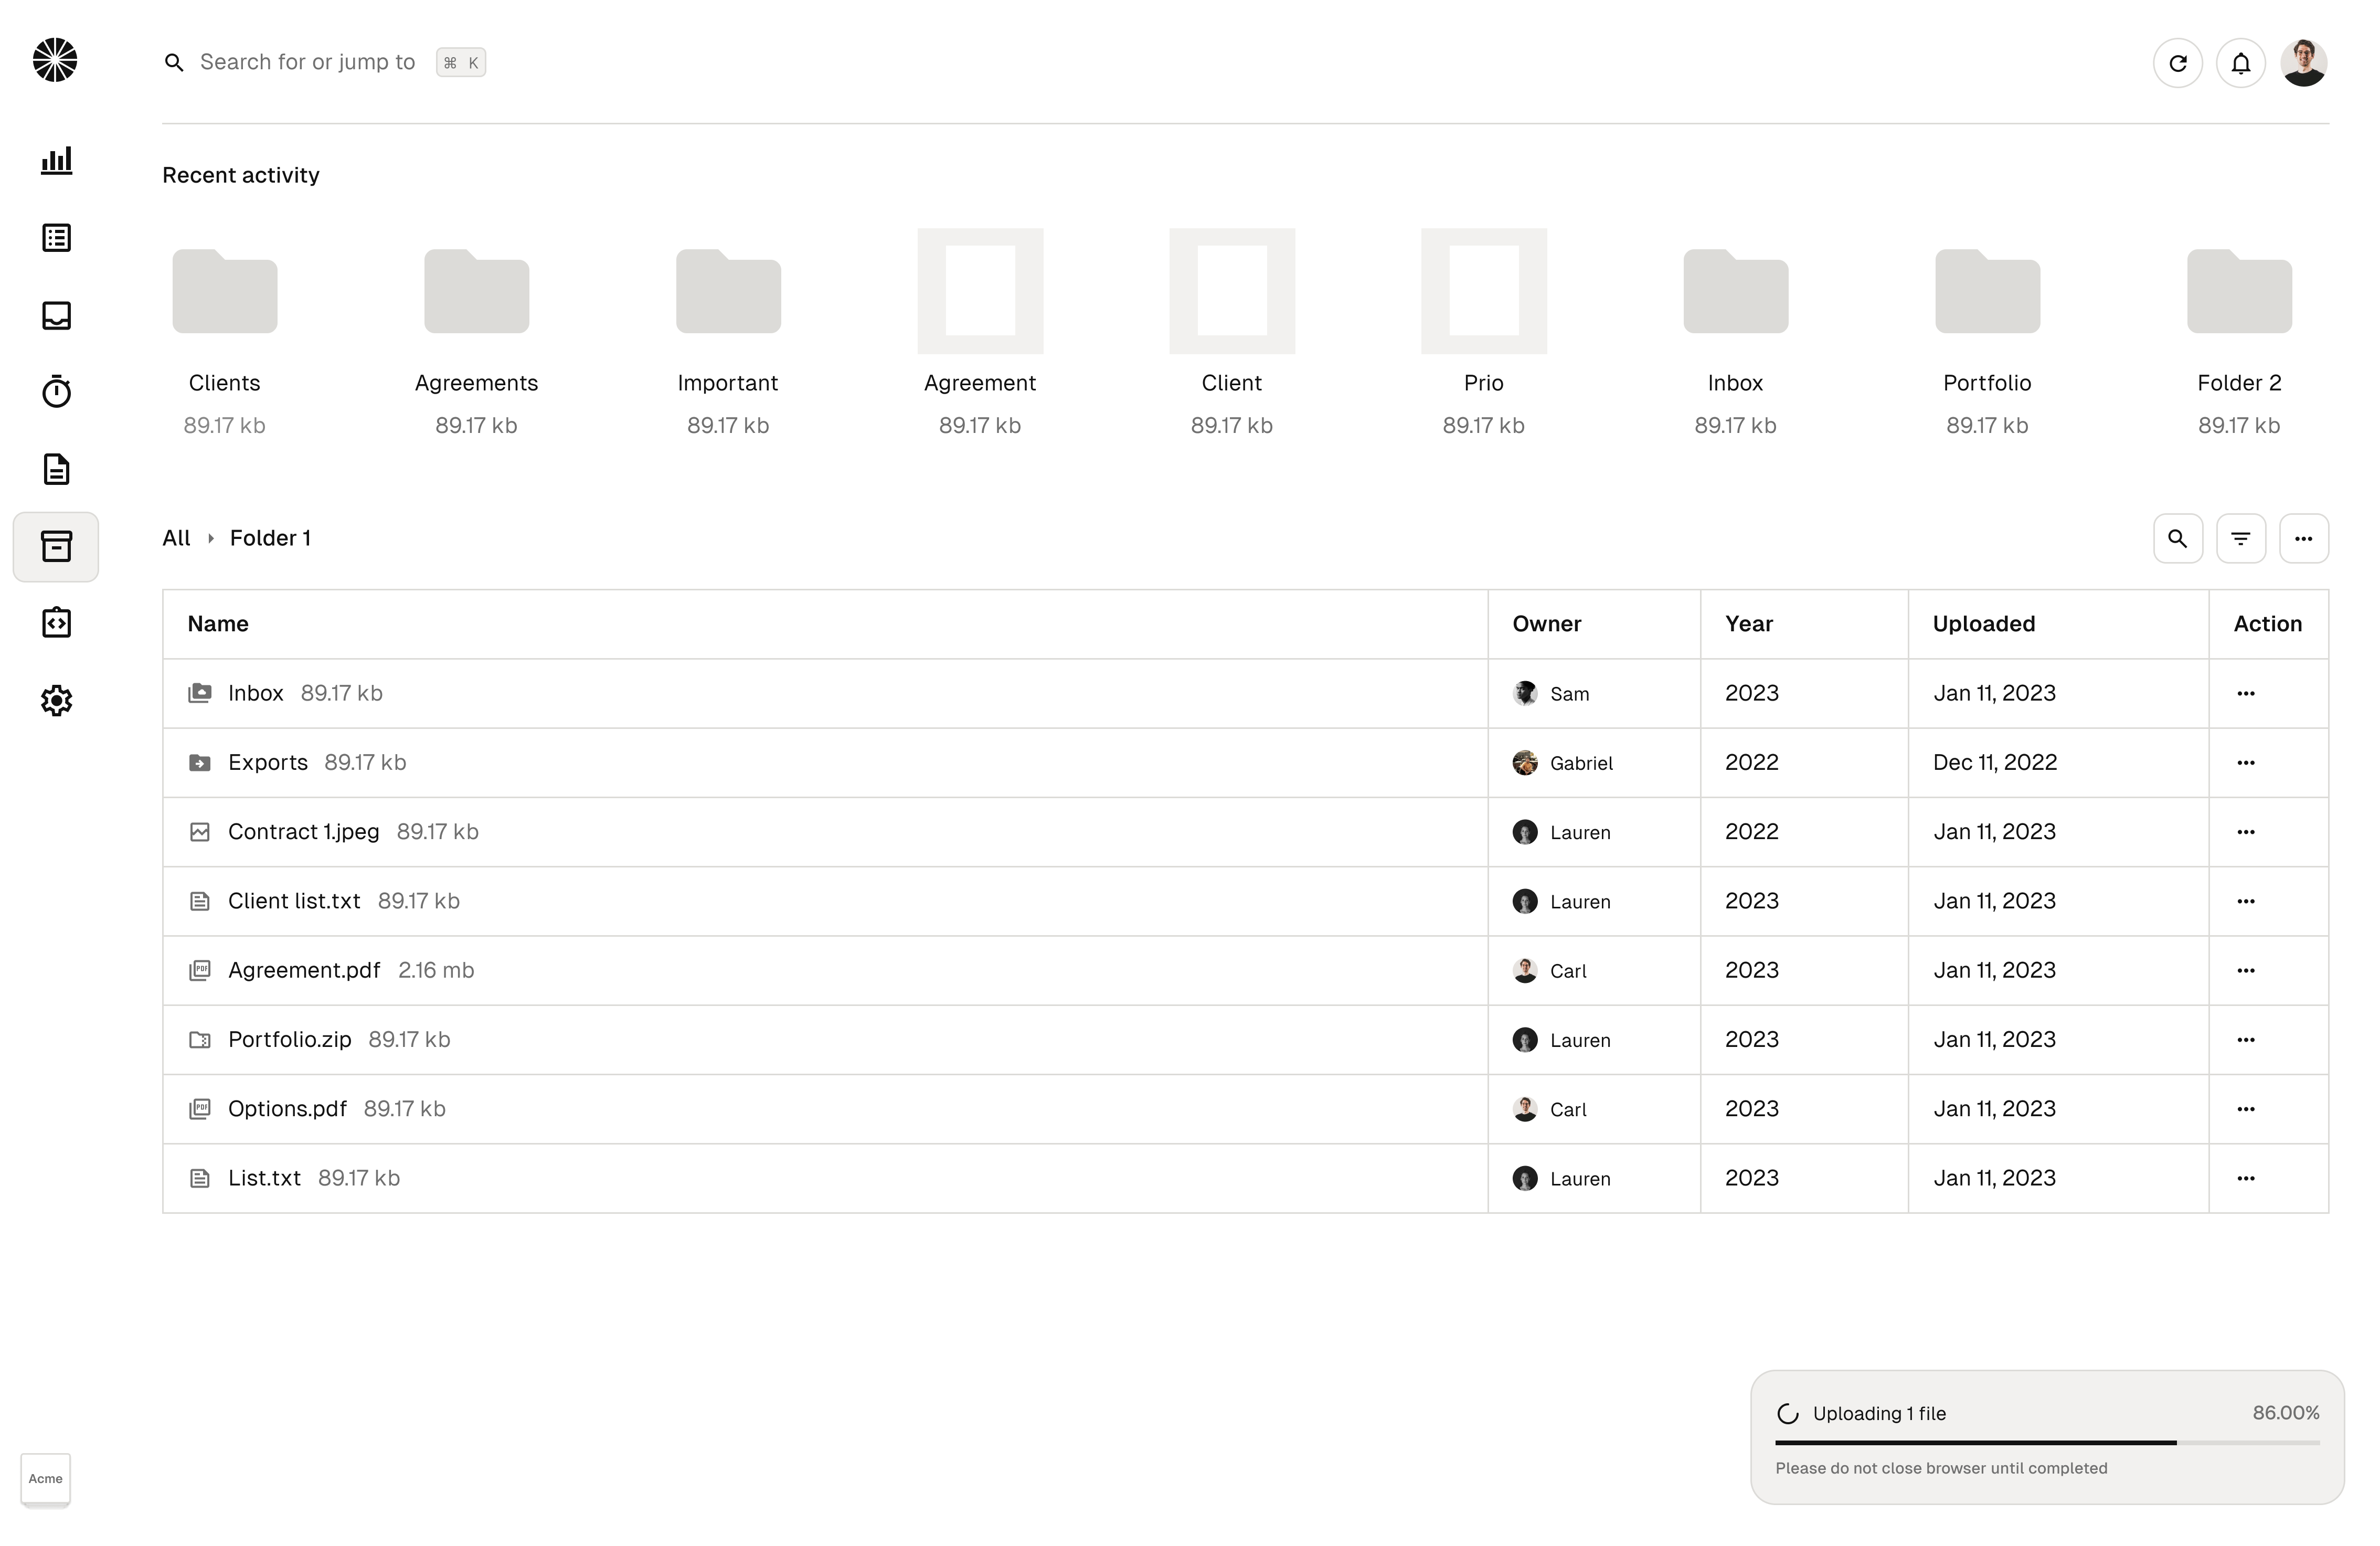 Search for or jump to ⌘ K
Recent activity
Clients Agreements Important Agreement Client Prio Inbox Portfolio Folder 2
89.17 kb 89.17 kb 89.17 kb 89.17 kb 89.17 kb 89.17 kb 89.17 kb 89.17 kb 89.17 kb
All Folder 1
Name Owner Year Uploaded Action
Inbox 89.17 kb Sam 2023 Jan 11, 2023
Exports 89.17 kb Gabriel 2022 Dec 11, 2022
Contract 1.jpeg 89.17 kb Lauren 2022 Jan 11, 2023
Client list.txt 89.17 kb Lauren 2023 Jan 11, 2023
PDF Agreement.pdf 2.16 mb Carl 2023 Jan 11, 2023
Portfolio.zip 89.17 kb Lauren 2023 Jan 11, 2023
PDF Options.pdf 89.17 kb Carl 2023 Jan 11, 2023
List.txt 89.17 kb Lauren 2023 Jan 11, 2023
Uploading 1 file 86.00%
Please do not close browser until completed
Acme